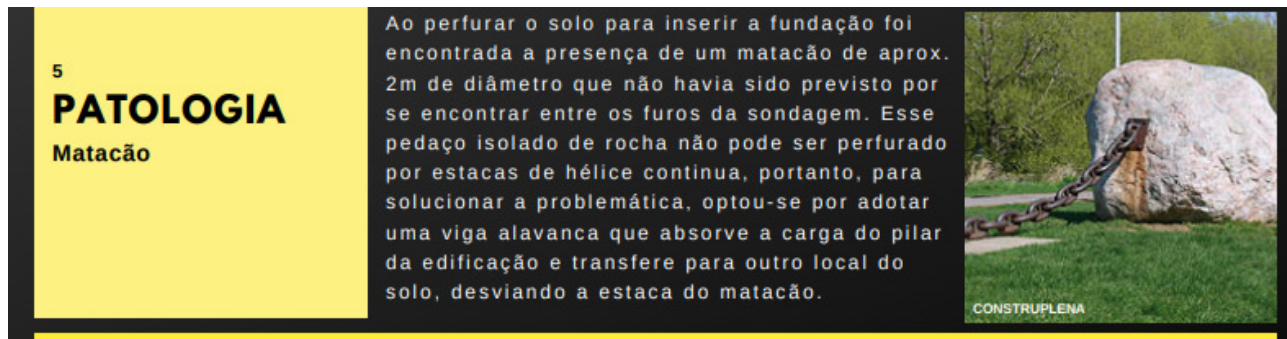 5
PATOLOGIA
Matacão
Ao perfurar o solo para inserir a fundação foi
encontrada a presença de um matacão de aprox.
2m de diâmetro que não havia sido previsto por
se encontrar entre os furos da sondagem. Esse
pedaço isolado de rocha não pode ser perfurado
por estacas de hélice continua, portanto, para
solucionar a problemática, optou-se por adotar
uma viga alavanca que absorve a carga do pilar
da edificação e transfere para outro local do
solo, desviando a estaca do matacão.
CONSTRUPLENA